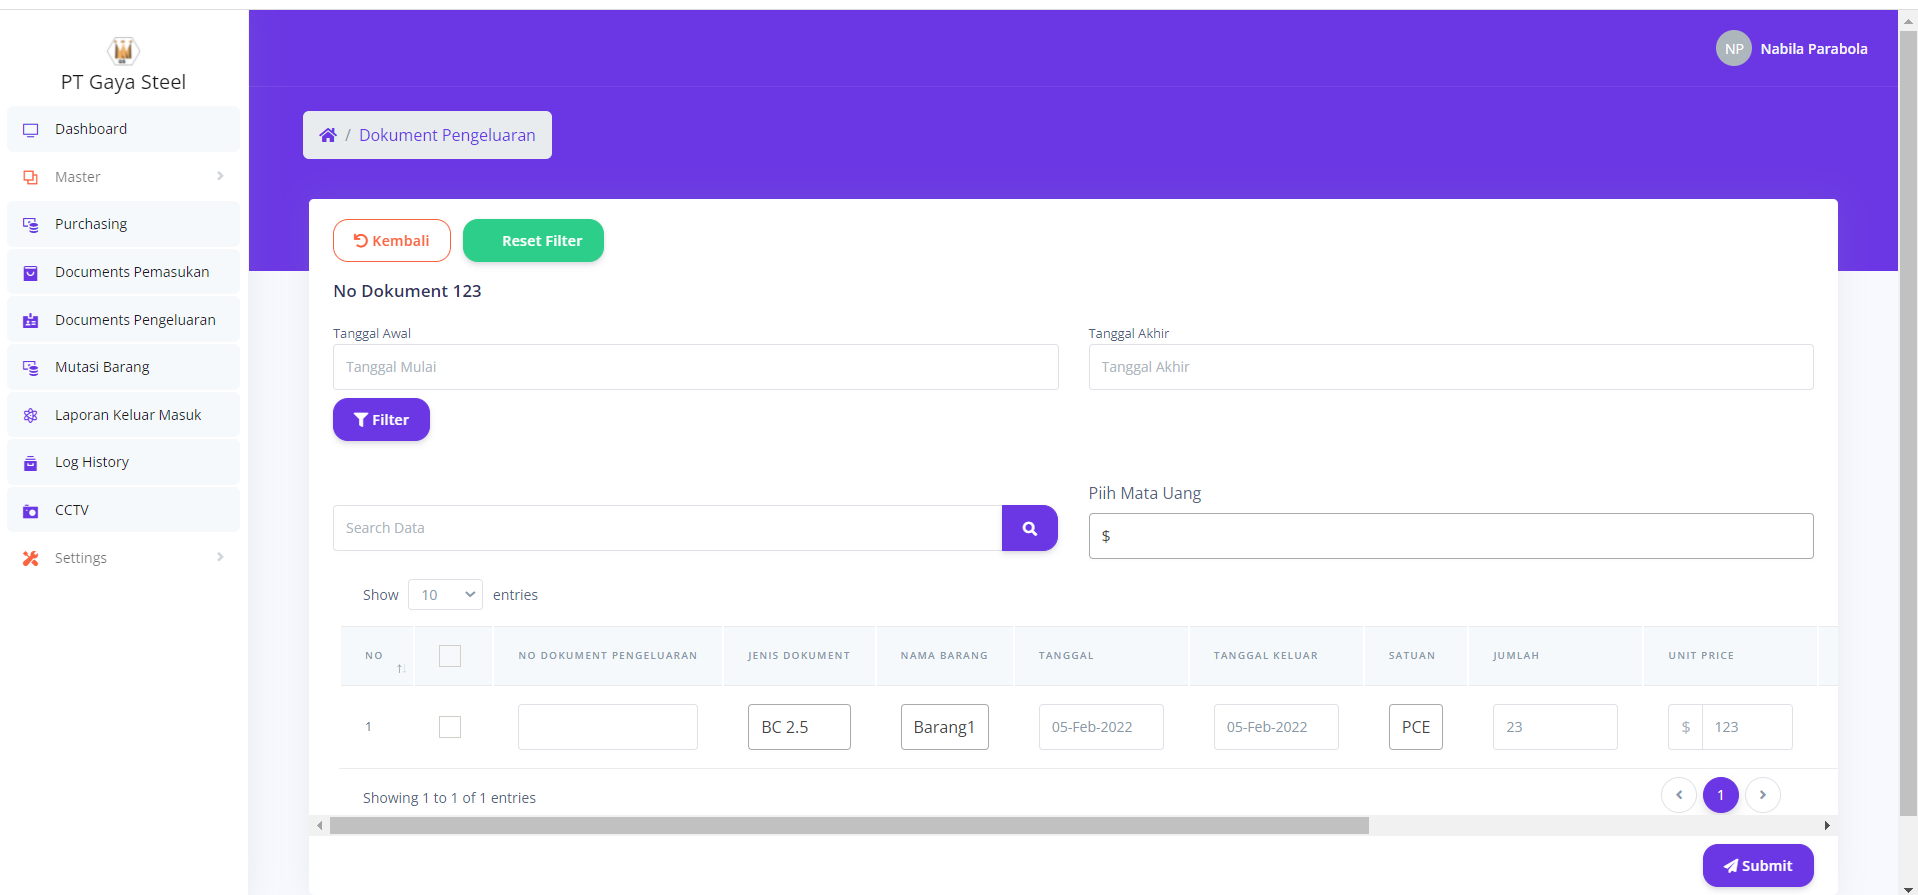 PT Gaya Steel
Dashboard
Master
Purchasing
Documents Pemasukan
Documents Pengeluaran
Mutasi Barang
Laporan Keluar Masuk
Log History
CCTV
Settings
NP Nabila Parabola
/ Dokument Pengeluaran
Kembali
Reset Filter
No Dokument 123
Tanggal Awal
Tanggal Akhir
Tanggal Mulai
Tanggal Akhir
Filter
Piih Mata Uang
Search Data
$
Show 10 entries
NO NO DOKUMENT PENGELUARAN JENIS DOKUMENT NAMA BARANG TANGGAL TANGGAL KELUAR SATUAN JUMLAH UNIT PRICE
1 BC 2.5 Barang1 05-Feb-2022 05-Feb-2022 PCE 23 $ 123
Showing 1 to 1 of 1 entries
1
Submit